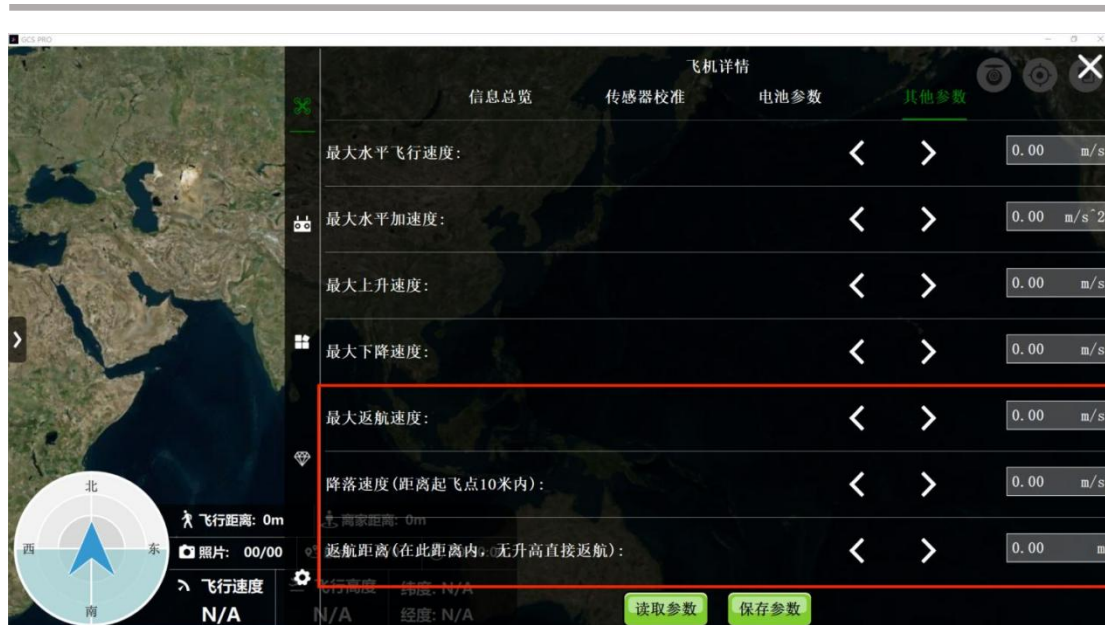 GCS PRO
飞机详情
信息总览 传感器校准 电池参数 其他参数
最大水平飞行速度: 0.00 m/s
最大水平加速度: 0.00 m/s^2
最大上升速度: 0.00 m/s
最大下降速度: 0.00 m/s
最大返航速度: 0.00 m/s
降落速度(距离起飞点10米内): 0.00 m/s
返航距离(在此距离内，无升高直接返航): 0.00 m
读取参数 保存参数
北
西 东
南
飞行距离: 0m 离家距离: 0m
照片: 00/00
飞行速度 飞行高度 纬度: N/A
N/A N/A 经度: N/A